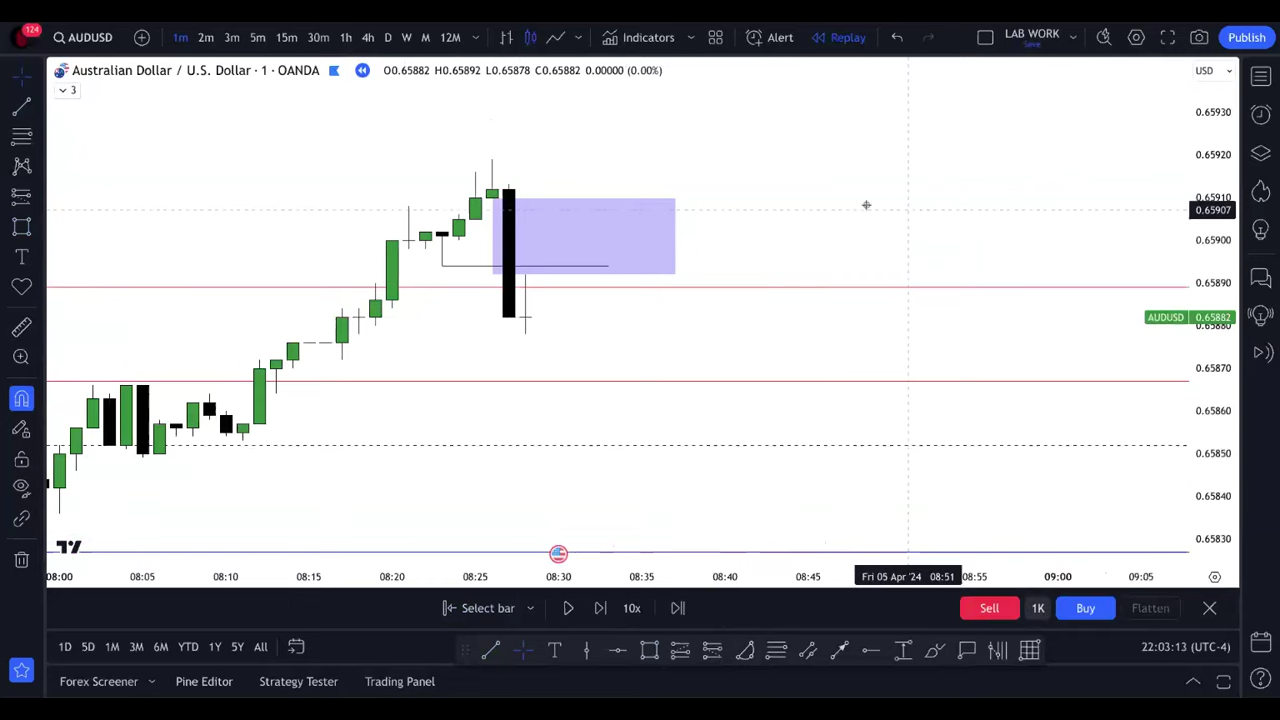 124
AUDUSD
1m 2m 3m 5m 15m 30m 1h 4h D W M 12M
Indicators
Alert
Replay
LAB WORK
Save
Publish
Australian Dollar / U.S. Dollar · 1 · OANDA
O0.65882 H0.65892 L0.65878 C0.65882 0.00000 (0.00%)
USD
3
0.65930
0.65920
0.65910
0.65907
0.65900
0.65890
AUDUSD 0.65882
0.65880
0.65870
0.65860
0.65850
0.65840
0.65830
08:00 08:05 08:10 08:15 08:20 08:25 08:30 08:35 08:40 08:45 Fri 05 Apr '24 08:51 08:55 09:00 09:05
Select bar
10x
Sell 1K Buy Flatten
1D 5D 1M 3M 6M YTD 1Y 5Y All
22:03:13 (UTC-4)
Forex Screener Pine Editor Strategy Tester Trading Panel